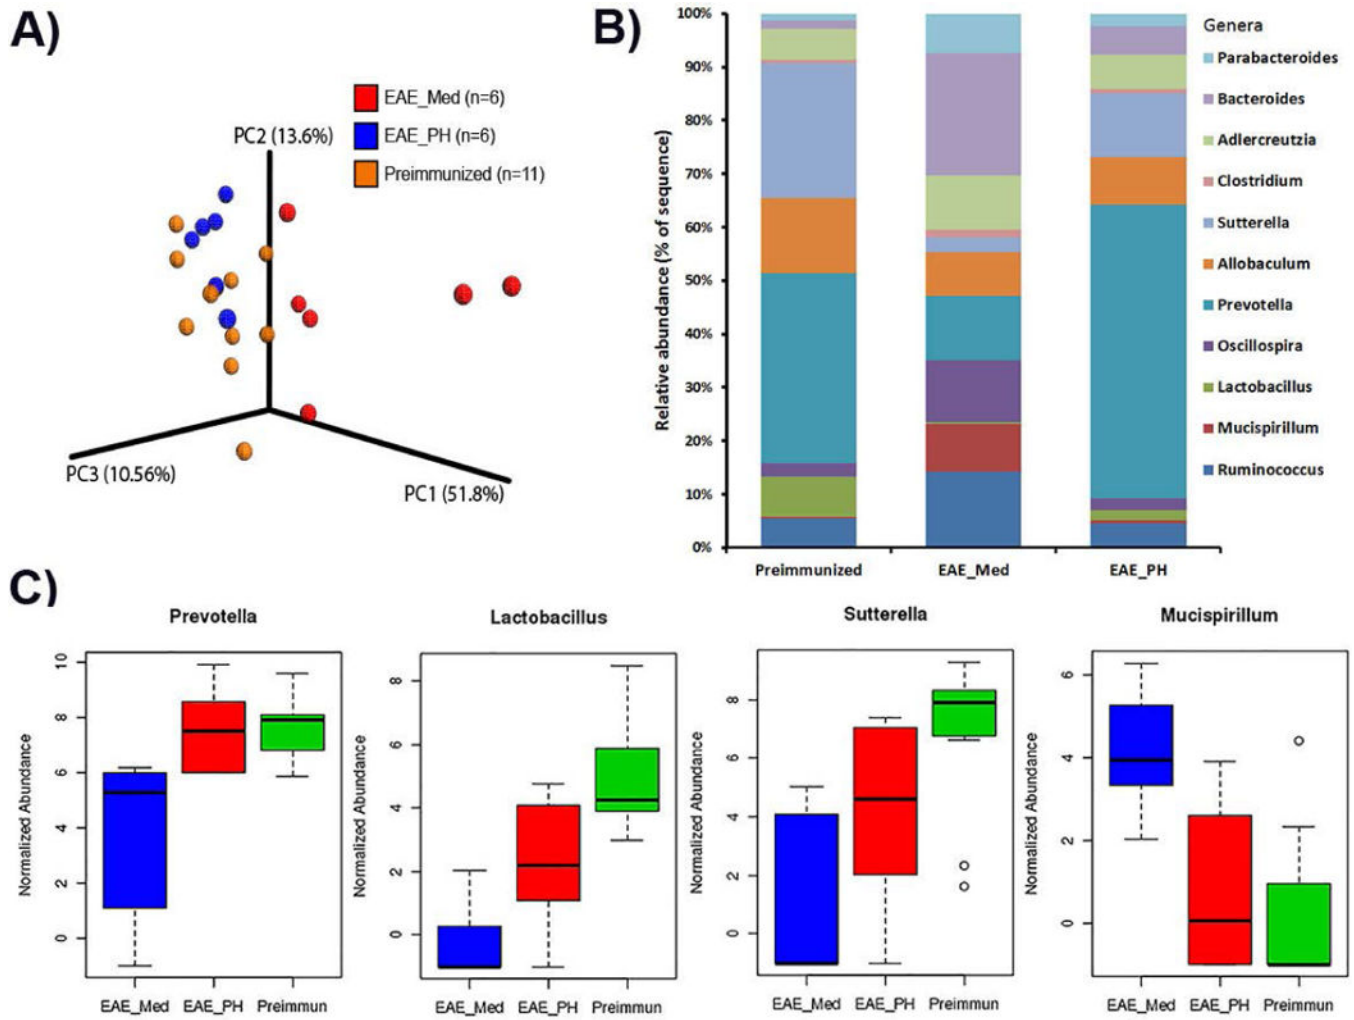 A)
EAE_Med (n=6)
EAE_PH (n=6)
Preimmunized (n=11)
PC2 (13.6%)
PC3 (10.56%)
PC1 (51.8%)
B)
Relative abundance (% of sequence)
100%
90%
80%
70%
60%
50%
40%
30%
20%
10%
0%
Preimmunized
EAE_Med
EAE_PH
Genera
Parabacteroides
Bacteroides
Adlercreutzia
Clostridium
Sutterella
Allobaculum
Prevotella
Oscillospira
Lactobacillus
Mucispirillum
Ruminococcus
C)
Prevotella
Normalized Abundance
10
8
6
4
2
0
EAE_Med
EAE_PH
Preimmun
Lactobacillus
Normalized Abundance
8
6
4
2
0
EAE_Med
EAE_PH
Preimmun
Sutterella
Normalized Abundance
8
6
4
2
0
EAE_Med
EAE_PH
Preimmun
Mucispirillum
Normalized Abundance
6
4
2
0
EAE_Med
EAE_PH
Preimmun